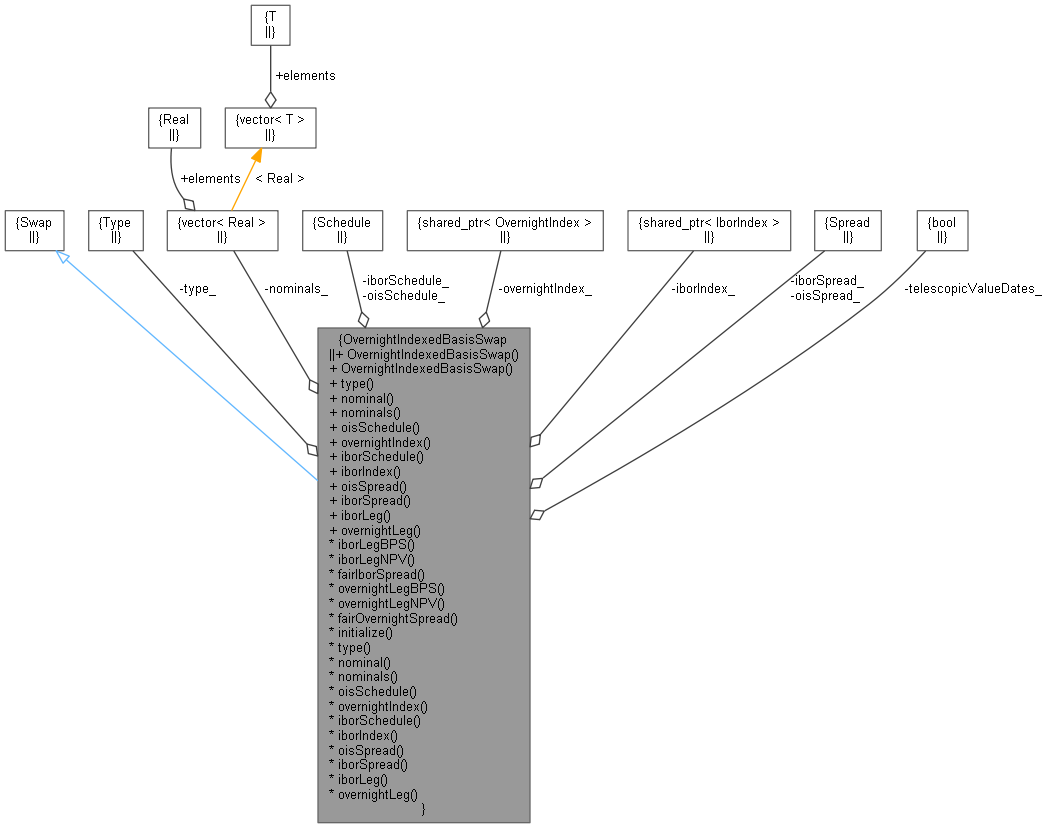 {T
||}
+elements
{Real
||}
{vector< T >
||}
+elements
< Real >
{Swap
||}
{Type
||}
{vector< Real >
||}
{Schedule
||}
{shared_ptr< OvernightIndex >
||}
{shared_ptr< IborIndex >
||}
{Spread
||}
{bool
||}
-type_
-nominals_
-iborSchedule_
-oisSchedule_
-overnightIndex_
-iborIndex_
-iborSpread_
-oisSpread_
-telescopicValueDates_
{OvernightIndexedBasisSwap
||+ OvernightIndexedBasisSwap()
+ OvernightIndexedBasisSwap()
+ type()
+ nominal()
+ nominals()
+ oisSchedule()
+ overnightIndex()
+ iborSchedule()
+ iborIndex()
+ oisSpread()
+ iborSpread()
+ iborLeg()
+ overnightLeg()
* iborLegBPS()
* iborLegNPV()
* fairIborSpread()
* overnightLegBPS()
* overnightLegNPV()
* fairOvernightSpread()
* initialize()
* type()
* nominal()
* nominals()
* oisSchedule()
* overnightIndex()
* iborSchedule()
* iborIndex()
* oisSpread()
* iborSpread()
* iborLeg()
* overnightLeg()
}